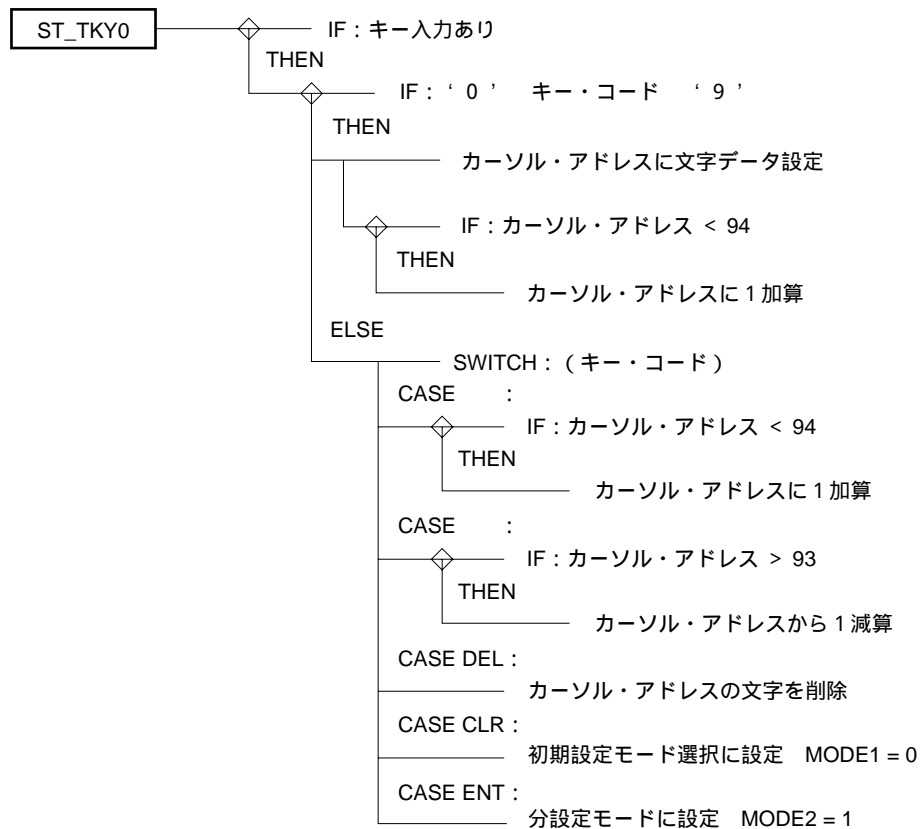 ST_TKY0
IF：キー入力あり
THEN
IF：‘０’　キー・コード　‘９’
THEN
カーソル・アドレスに文字データ設定
IF：カーソル・アドレス < 94
THEN
カーソル・アドレスに１加算
ELSE
SWITCH：（キー・コード）
CASE　　：
IF：カーソル・アドレス < 94
THEN
カーソル・アドレスに１加算
CASE　　：
IF：カーソル・アドレス > 93
THEN
カーソル・アドレスから１減算
CASE DEL：
カーソル・アドレスの文字を削除
CASE CLR：
初期設定モード選択に設定　MODE1 = 0
CASE ENT：
分設定モードに設定　MODE2 = 1